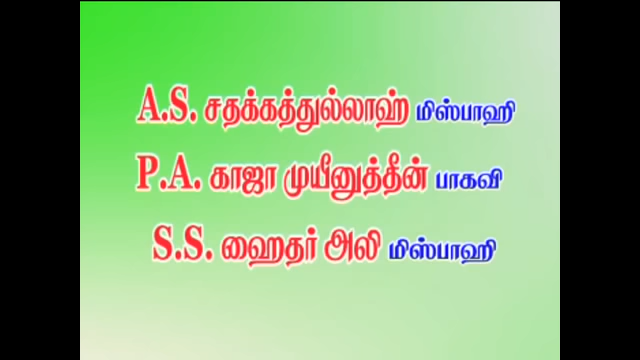 A.S. சதக்கத்துல்லாஹ் மிஸ்பாஹி
P.A. காஜா முயீனுத்தீன் பாகவி
S.S. ஹைதர் அலி மிஸ்பாஹி